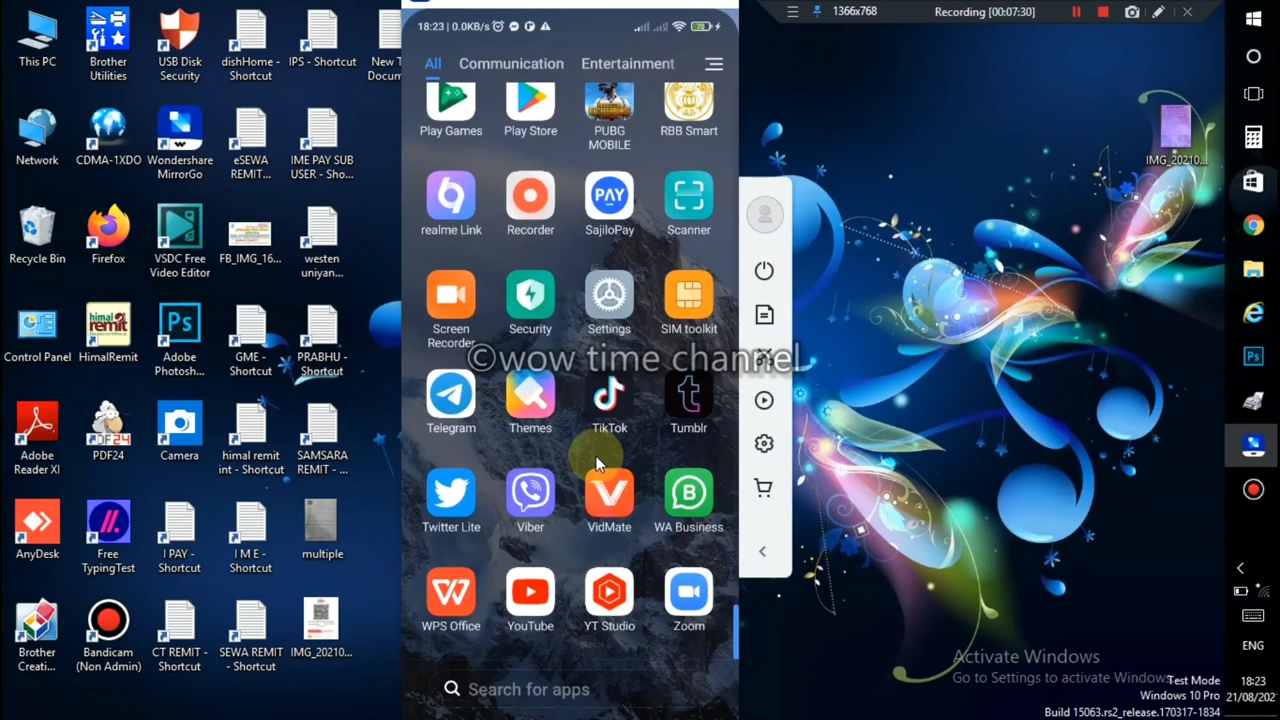 This PC
Brother
Utilities
USB Disk
Security
dishHome -
Shortcut
IPS - Shortcut
New T
Docum
Network
CDMA-1XDO
Wondershare
MirrorGo
eSEWA
REMIT...
IME PAY SUB
USER - Sho...
Recycle Bin
Firefox
VSDC Free
Video Editor
FB_IMG_16...
westen
uniyan...
Control Panel
HimalRemit
Adobe
Photosh...
GME -
Shortcut
PRABHU -
Shortcut
Adobe
Reader XI
PDF24
Camera
himal remit
int - Shortcut
SAMSARA
REMIT - ...
AnyDesk
Free
TypingTest
I PAY -
Shortcut
I M E -
Shortcut
multiple
Brother
Creati...
Bandicam
(Non Admin)
CT REMIT -
Shortcut
SEWA REMIT
- Shortcut
IMG_20210...
18:23 | 0.0KB/s
70
All Communication Entertainment
Play Games
Play Store
PUBG
MOBILE
RBB Smart
realme Link
Recorder
PAY
SajiloPay
Scanner
Screen
Recorder
Security
Settings
SIM toolkit
©wow time channel
Telegram
Themes
TikTok
Tumblr
Twitter Lite
Viber
VidMate
WA Business
WPS Office
YouTube
YT Studio
Zoom
Search for apps
1366x768
Recording [00:07:30]
IMG_20210...
Activate Windows
Go to Settings to activate Windows.
Test Mode
Windows 10 Pro
Build 15063.rs2_release.170317-1834
ENG
18:23
21/08/202